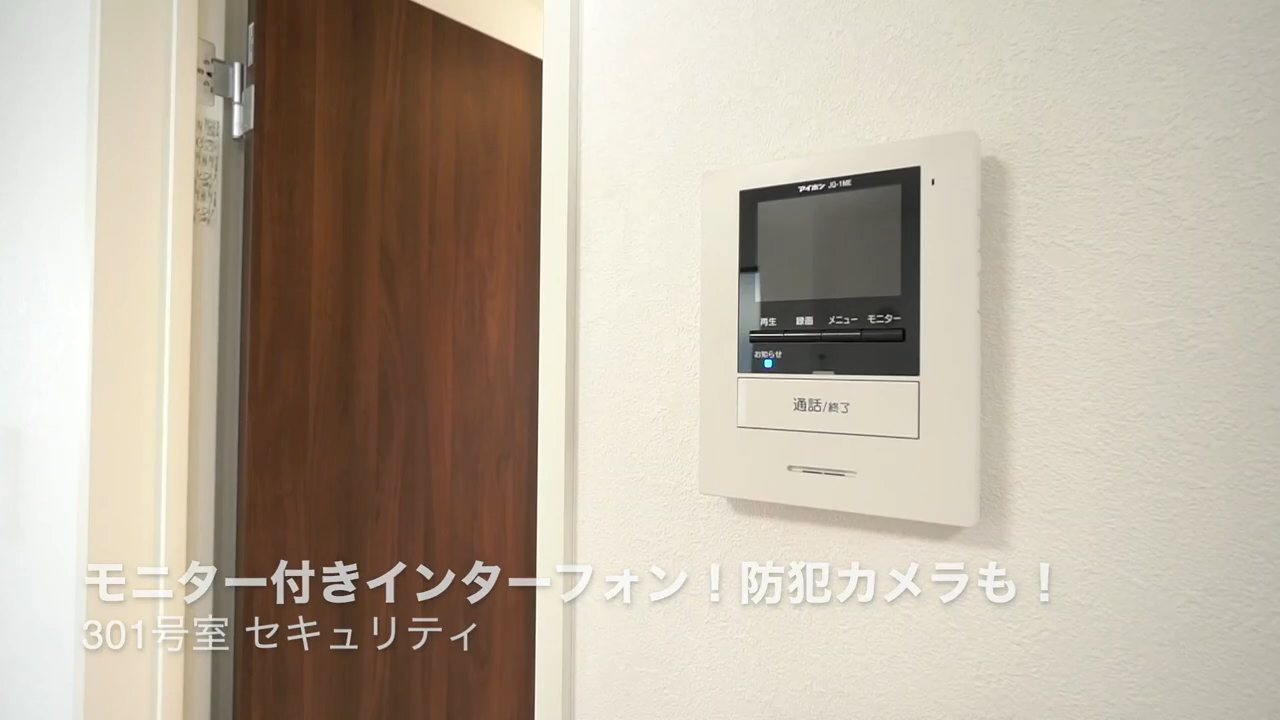 アイホン JQ-1ME
再生 録画 メニュー モニター
お知らせ
通話/終了
モニター付きインターフォン！防犯カメラも！
301号室 セキュリティ